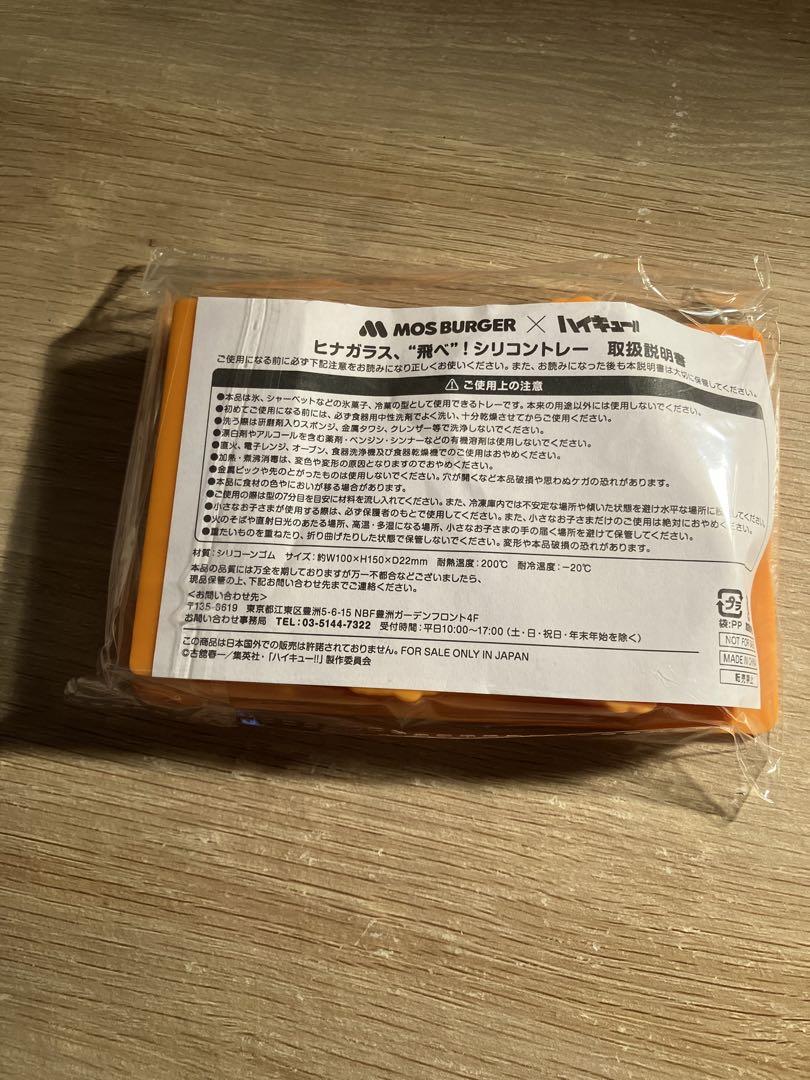 MOS BURGER × ハイキュー!!
ヒナガラス、“飛べ”！シリコントレー 取扱説明書
ご使用になる前に必ず下記注意をお読みになり正しくお使いください。また、お読みになった後も本説明書は大切に保管してください。
ご使用上の注意
●本品は氷、シャーベットなどの氷菓子、冷菓の型として使用できるトレーです。本来の用途以外には使用しないでください。
●初めてご使用になる前には、必ず食器用中性洗剤でよく洗い、十分乾燥させてからご使用ください。
●洗う際は研磨剤入りスポンジ、金属タワシ、クレンザー等で洗浄しないでください。
●漂白剤やアルコールを含む薬剤・ベンジン・シンナーなどの有機溶剤は使用しないでください。
●直火、電子レンジ、オーブン、食器洗浄機及び食器乾燥機でのご使用はおやめください。
●加熱・煮沸消毒は、変色や変形の原因となりますのでおやめください。
●金属ピックや先のとがったものは使用しないでください。穴が開くなど本品破損や思わぬケガの恐れがあります。
●本品に食材の色やにおいが移る場合があります。
●ご使用の際は型の7分目を目安に材料を流し入れてください。また、冷凍庫内では不安定な場所や傾いた状態を避け水平な場所に
●小さなお子さまが使用する際は、必ず保護者のもとで使用してください。また、小さなお子さまだけのご使用は絶対におやめください。
●火のそばや直射日光のあたる場所、高温・多湿になる場所、小さなお子さまの手の届く場所を避けて保管してください。
●重たいものを重ねたり、折り曲げたりした状態で保管しないでください。変形や本品破損の恐れがあります。
材質：シリコーンゴム サイズ：約W100×H150×D22mm 耐熱温度：200℃ 耐冷温度：−20℃
本品の品質には万全を期しておりますが万一不都合などございましたら、
現品保管の上、下記お問い合わせ先までご連絡ください。
<お問い合わせ先>
〒135-8619 東京都江東区豊洲5-6-15 NBF豊洲ガーデンフロント4F
お問い合わせ事務局 TEL：03-5144-7322 受付時間：平日10:00〜17:00（土・日・祝日・年末年始を除く）
この商品は日本国外での販売は許諾されておりません。FOR SALE ONLY IN JAPAN
©古舘春一／集英社・「ハイキュー!!」製作委員会
プラ
袋：PP
NOT FOR
MADE IN CHINA
転売禁止